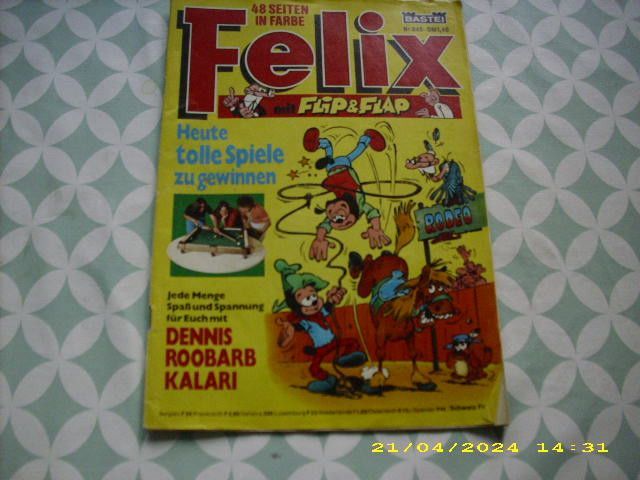 48 SEITEN
IN FARBE
BASTEI
Felix
mit FLIP & FLAP
Heute
tolle Spiele
zu gewinnen
RODEO
Jede Menge
Spaß und Spannung
für Euch mit
DENNIS
ROOBARB
KALARI
21/04/2024 14:31